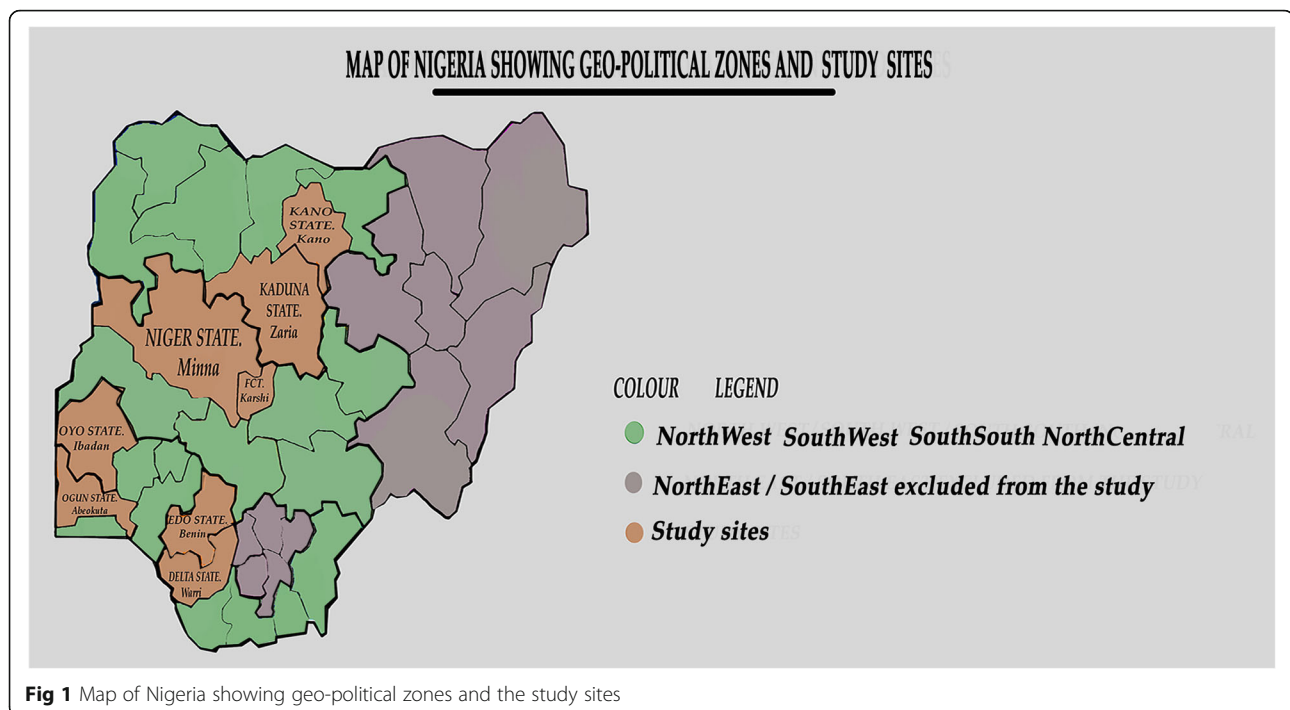 MAP OF NIGERIA SHOWING GEO-POLITICAL ZONES AND STUDY SITES
KANO
STATE.
Kano
KADUNA
STATE.
Zaria
NIGER STATE.
Minna
FCT.
Karshi
OYO STATE.
Ibadan
OGUN STATE.
Abeokuta
EDO STATE.
Benin
DELTA STATE.
Warri
COLOUR LEGEND
NorthWest SouthWest SouthSouth NorthCentral
NorthEast / SouthEast excluded from the study
Study sites
Fig 1 Map of Nigeria showing geo-political zones and the study sites